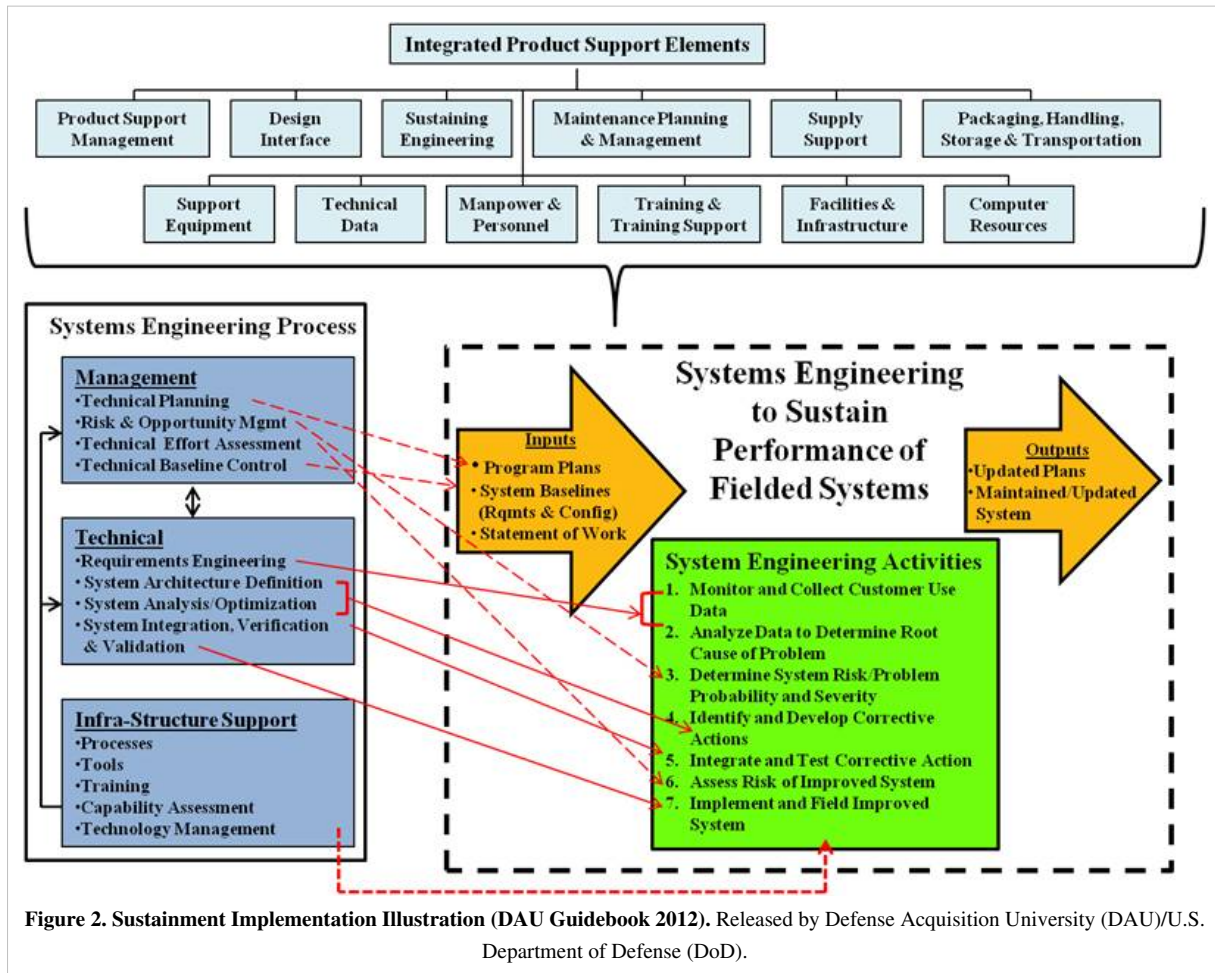 Integrated Product Support Elements
Product Support
Management
Design
Interface
Sustaining
Engineering
Maintenance Planning
& Management
Supply
Support
Packaging, Handling,
Storage & Transportation
Support
Equipment
Technical
Data
Manpower &
Personnel
Training &
Training Support
Facilities &
Infrastructure
Computer
Resources
Systems Engineering Process
Management
•Technical Planning
•Risk & Opportunity Mgmt
•Technical Effort Assessment
•Technical Baseline Control
Technical
•Requirements Engineering
•System Architecture Definition
•System Analysis/Optimization
•System Integration, Verification
& Validation
Infra-Structure Support
•Processes
•Tools
•Training
•Capability Assessment
•Technology Management
Systems Engineering
to Sustain
Performance of
Fielded Systems
Inputs
• Program Plans
• System Baselines
(Rqmts & Config)
• Statement of Work
Outputs
•Updated Plans
•Maintained/Updated
System
System Engineering Activities
1. Monitor and Collect Customer Use
Data
2. Analyze Data to Determine Root
Cause of Problem
3. Determine System Risk/Problem
Probability and Severity
4. Identify and Develop Corrective
Actions
5. Integrate and Test Corrective Action
6. Assess Risk of Improved System
7. Implement and Field Improved
System
Figure 2. Sustainment Implementation Illustration (DAU Guidebook 2012). Released by Defense Acquisition University (DAU)/U.S.
Department of Defense (DoD).